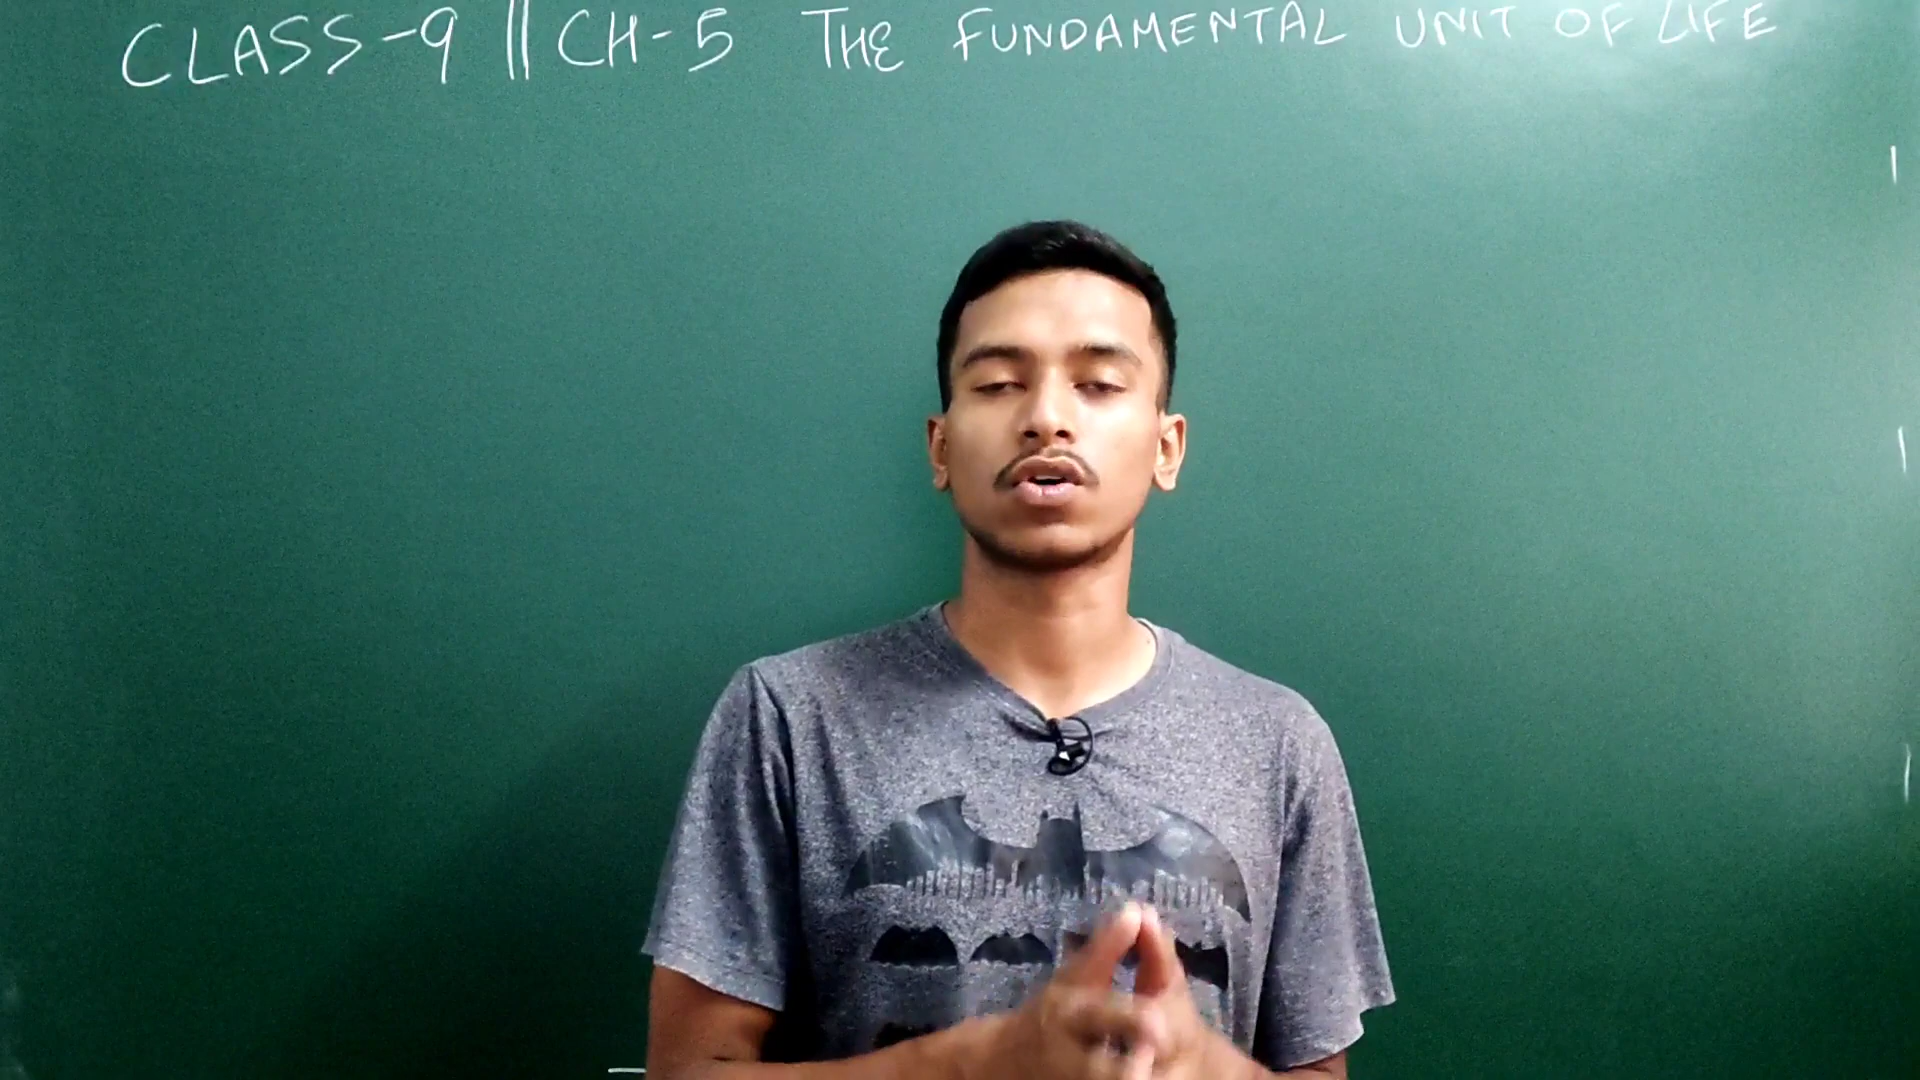 CLASS-9 || CH-5 THE FUNDAMENTAL UNIT OF LIFE